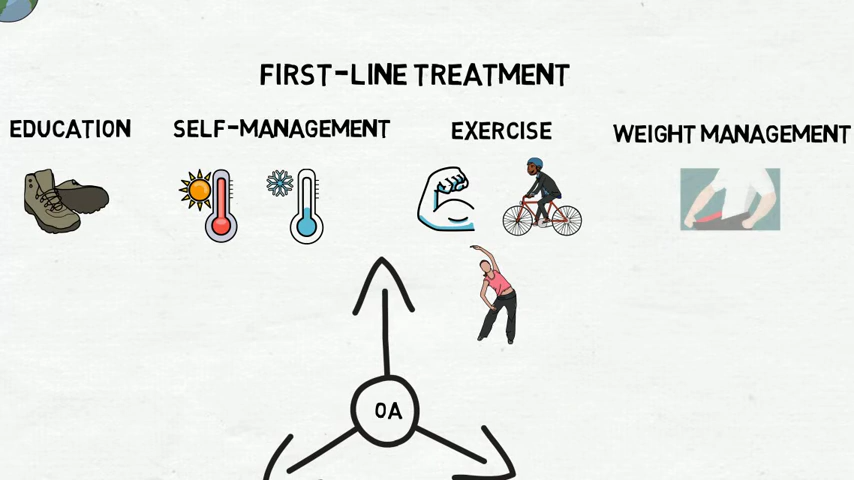 FIRST-LINE TREATMENT
EDUCATION
SELF-MANAGEMENT
EXERCISE
WEIGHT MANAGEMENT
OA